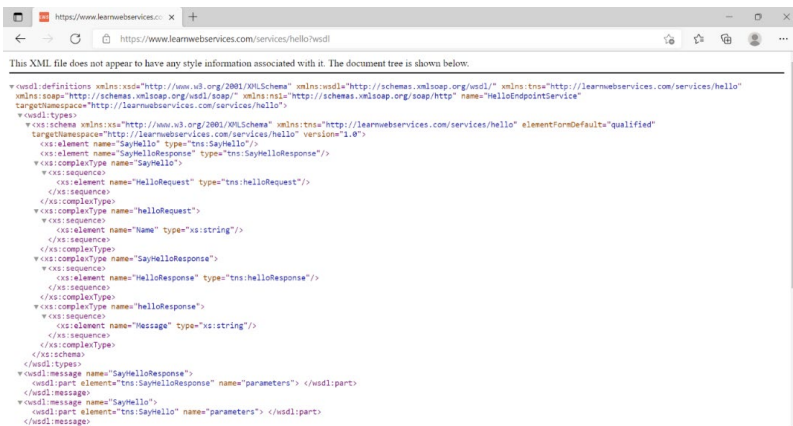 https://www.learnwebservices.co
https://www.learnwebservices.com/services/hello?wsdl
This XML file does not appear to have any style information associated with it. The document tree is shown below.
▼<wsdl:definitions xmlns:xsd="http://www.w3.org/2001/XMLSchema" xmlns:wsdl="http://schemas.xmlsoap.org/wsdl/" xmlns:tns="http://learnwebservices.com/services/hello"
xmlns:soap="http://schemas.xmlsoap.org/wsdl/soap/" xmlns:ns1="http://schemas.xmlsoap.org/soap/http" name="HelloEndpointService"
targetNamespace="http://learnwebservices.com/services/hello">
▼<wsdl:types>
▼<xs:schema xmlns:xs="http://www.w3.org/2001/XMLSchema" xmlns:tns="http://learnwebservices.com/services/hello" elementFormDefault="qualified"
targetNamespace="http://learnwebservices.com/services/hello" version="1.0">
<xs:element name="SayHello" type="tns:SayHello"/>
<xs:element name="SayHelloResponse" type="tns:SayHelloResponse"/>
▼<xs:complexType name="SayHello">
▼<xs:sequence>
<xs:element name="HelloRequest" type="tns:helloRequest"/>
</xs:sequence>
</xs:complexType>
▼<xs:complexType name="helloRequest">
▼<xs:sequence>
<xs:element name="Name" type="xs:string"/>
</xs:sequence>
</xs:complexType>
▼<xs:complexType name="SayHelloResponse">
▼<xs:sequence>
<xs:element name="HelloResponse" type="tns:helloResponse"/>
</xs:sequence>
</xs:complexType>
▼<xs:complexType name="helloResponse">
▼<xs:sequence>
<xs:element name="Message" type="xs:string"/>
</xs:sequence>
</xs:complexType>
</xs:schema>
</wsdl:types>
▼<wsdl:message name="SayHelloResponse">
<wsdl:part element="tns:SayHelloResponse" name="parameters"> </wsdl:part>
</wsdl:message>
▼<wsdl:message name="SayHello">
<wsdl:part element="tns:SayHello" name="parameters"> </wsdl:part>
</wsdl:message>